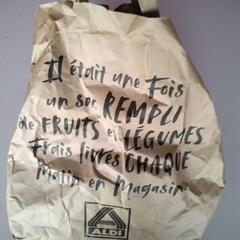 Il était une Fois
un sac REMPLI
de FRUITS et LÉGUMES
Frais livrés CHAQUE
Matin en Magasin
ALDI